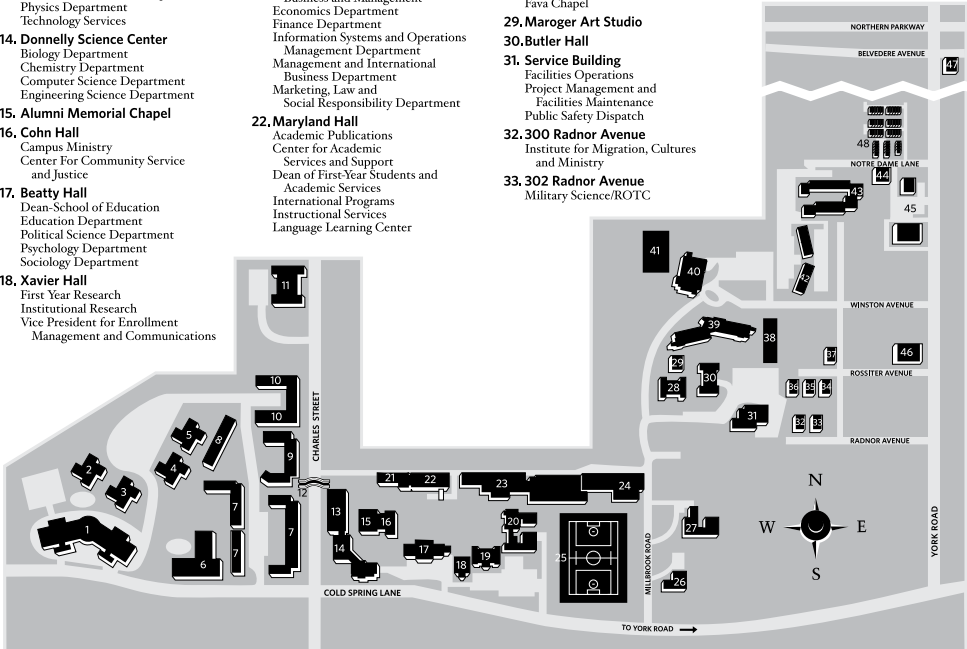 Physics Department
Technology Services
14. Donnelly Science Center
Biology Department
Chemistry Department
Computer Science Department
Engineering Science Department
15. Alumni Memorial Chapel
16. Cohn Hall
Campus Ministry
Center For Community Service
and Justice
17. Beatty Hall
Dean-School of Education
Education Department
Political Science Department
Psychology Department
Sociology Department
18. Xavier Hall
First Year Research
Institutional Research
Vice President for Enrollment
Management and Communications
Business and Management
Economics Department
Finance Department
Information Systems and Operations
Management Department
Management and International
Business Department
Marketing, Law and
Social Responsibility Department
22. Maryland Hall
Academic Publications
Center for Academic
Services and Support
Dean of First-Year Students and
Academic Services
International Programs
Instructional Services
Language Learning Center
Fava Chapel
29. Maroger Art Studio
30. Butler Hall
31. Service Building
Facilities Operations
Project Management and
Facilities Maintenance
Public Safety Dispatch
32. 300 Radnor Avenue
Institute for Migration, Cultures
and Ministry
33. 302 Radnor Avenue
Military Science/ROTC
NORTHERN PARKWAY
BELVEDERE AVENUE
47
48
NOTRE DAME LANE
44
43
45
41
40
42
11
WINSTON AVENUE
39
38
37
46
29
30
28
ROSSITER AVENUE
36
35
34
31
32
33
RADNOR AVENUE
10
10
CHARLES STREET
5
8
9
4
2
3
12
21
22
23
24
N
W
E
S
7
7
7
13
15
16
20
27
1
14
17
19
18
25
6
26
MILLBROOK ROAD
YORK ROAD
COLD SPRING LANE
TO YORK ROAD